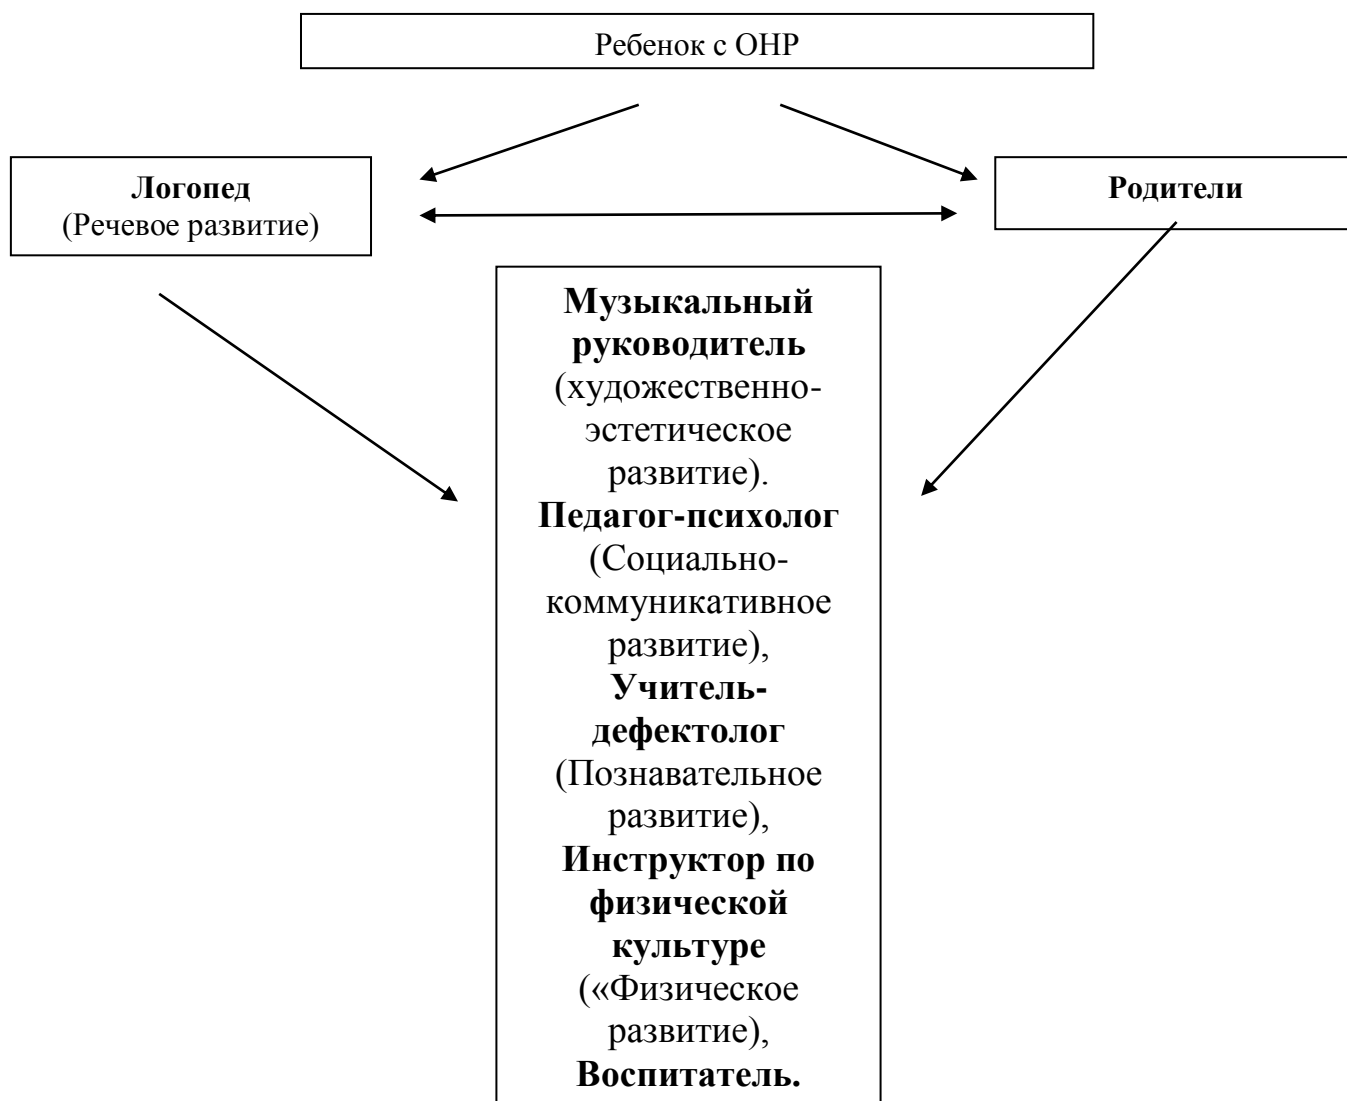 Ребенок с ОНР
Логопед
(Речевое развитие)
Родители
Музыкальный
руководитель
(художественно-
эстетическое
развитие).
Педагог-психолог
(Социально-
коммуникативное
развитие),
Учитель-
дефектолог
(Познавательное
развитие),
Инструктор по
физической
культуре
(«Физическое
развитие),
Воспитатель.